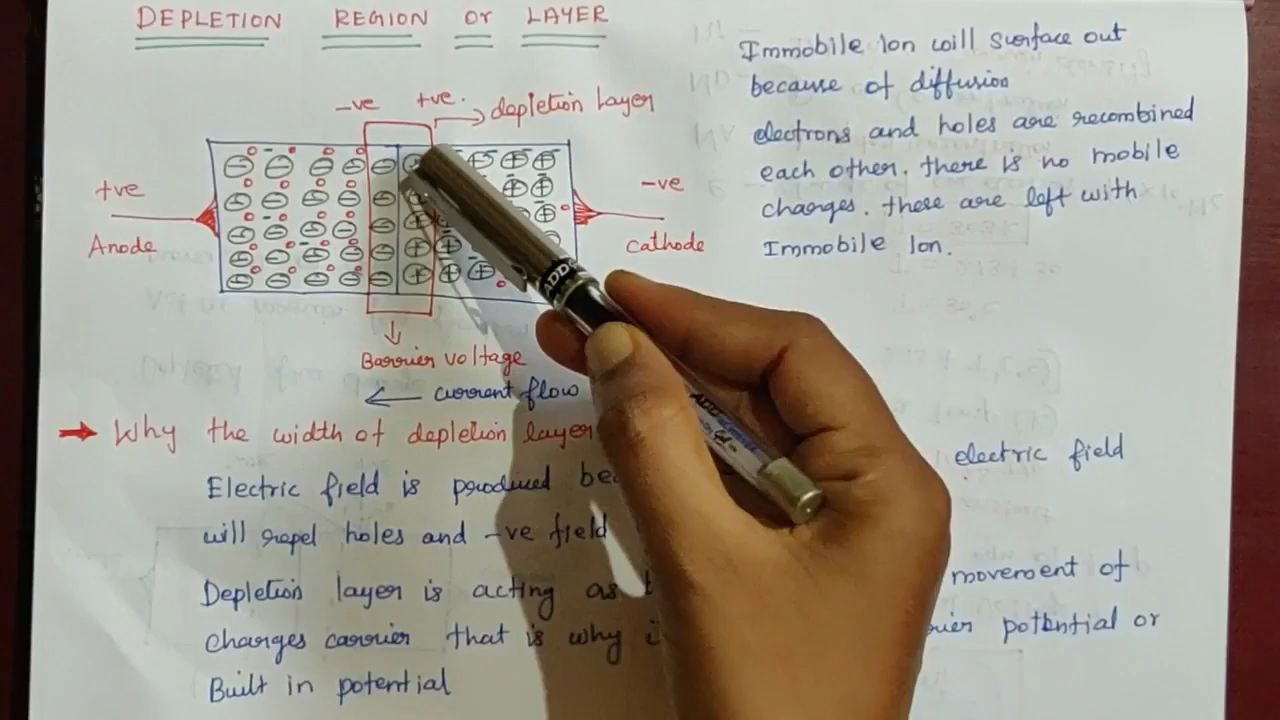 DEPLETION REGION or LAYER
-ve +ve.
depletion layer
+ve
Anode
-ve
cathode
Barrier voltage
current flow
Immobile Ion will surface out
because of diffusion
electrons and holes are recombined
each other. there is no mobile
charges. these are left with
Immobile Ion.
Why the width of depletion layer
Electric field is produced electric field
will repel holes and -ve field
Depletion layer is acting as movement of
charges carrier that is why potential or
Built in potential
ADD